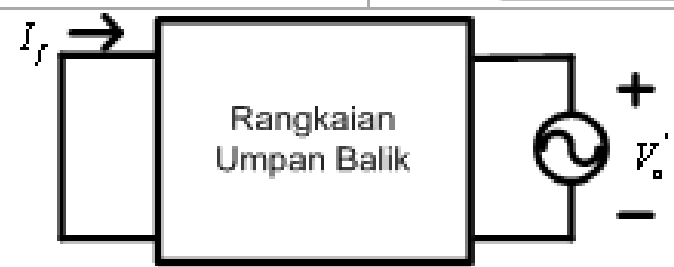 I_f
+
Rangkaian
Umpan Balik
V_o'
−